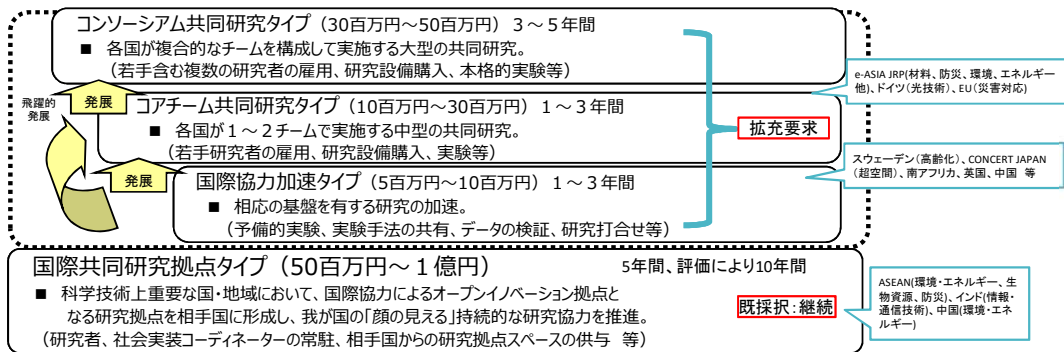 コンソーシアム共同研究タイプ（30百万円～50百万円）３～５年間
■ 各国が複合的なチームを構成して実施する大型の共同研究。
（若手含む複数の研究者の雇用、研究設備購入、本格的実験等）
e-ASIA JRP(材料、防災、環境、エネルギー
他)、ドイツ（光技術）、EU（災害対応）
飛躍的
発展
発展
コアチーム共同研究タイプ（10百万円～30百万円）１～３年間
■ 各国が１～２チームで実施する中型の共同研究。
（若手研究者の雇用、研究設備購入、実験等）
拡充要求
スウェーデン（高齢化）、CONCERT JAPAN
（超空間）、南アフリカ、英国、中国 等
発展
国際協力加速タイプ（5百万円～10百万円）１～３年間
■ 相応の基盤を有する研究の加速。
（予備的実験、実験手法の共有、データの検証、研究打合せ等）
国際共同研究拠点タイプ（50百万円～１億円）
5年間、評価により10年間
■ 科学技術上重要な国・地域において、国際協力によるオープンイノベーション拠点と
なる研究拠点を相手国に形成し、我が国の「顔の見える」持続的な研究協力を推進。
（研究者、社会実装コーディネーターの常駐、相手国からの研究拠点スペースの供与 等）
既採択：継続
ASEAN(環境・エネルギー、生
物資源、防災)、インド(情報・
通信技術)、中国(環境・エネ
ルギー)